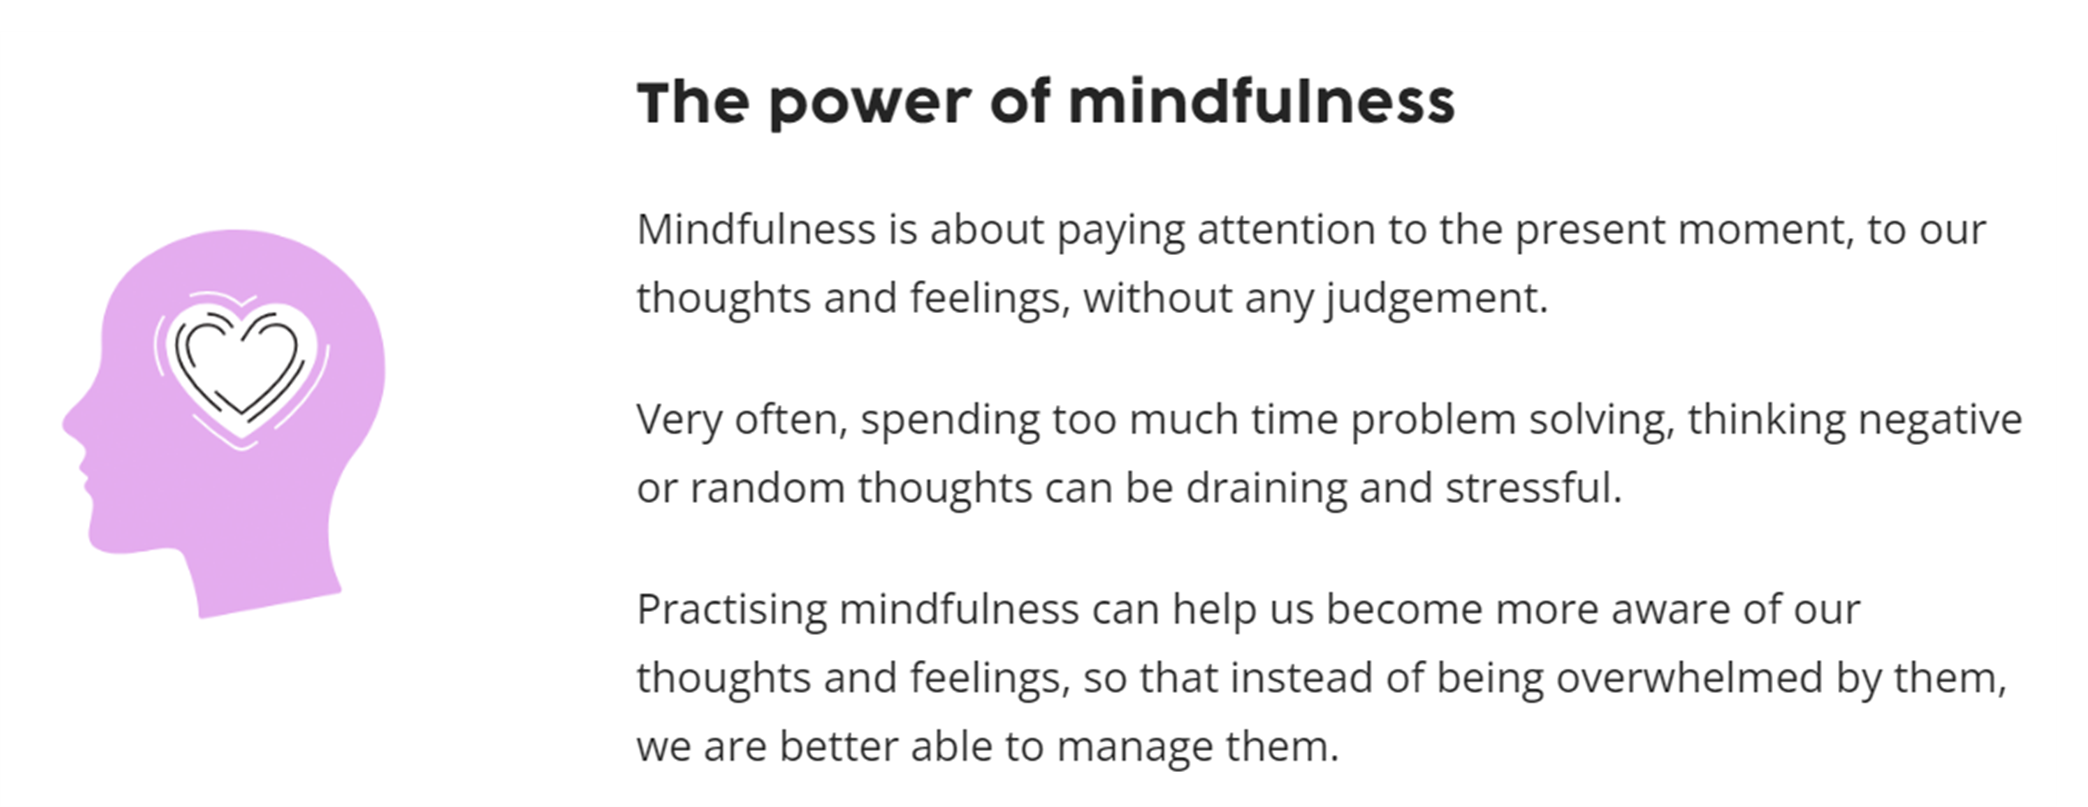 The power of mindfulness
Mindfulness is about paying attention to the present moment, to our
thoughts and feelings, without any judgement.
Very often, spending too much time problem solving, thinking negative
or random thoughts can be draining and stressful.
Practising mindfulness can help us become more aware of our
thoughts and feelings, so that instead of being overwhelmed by them,
we are better able to manage them.